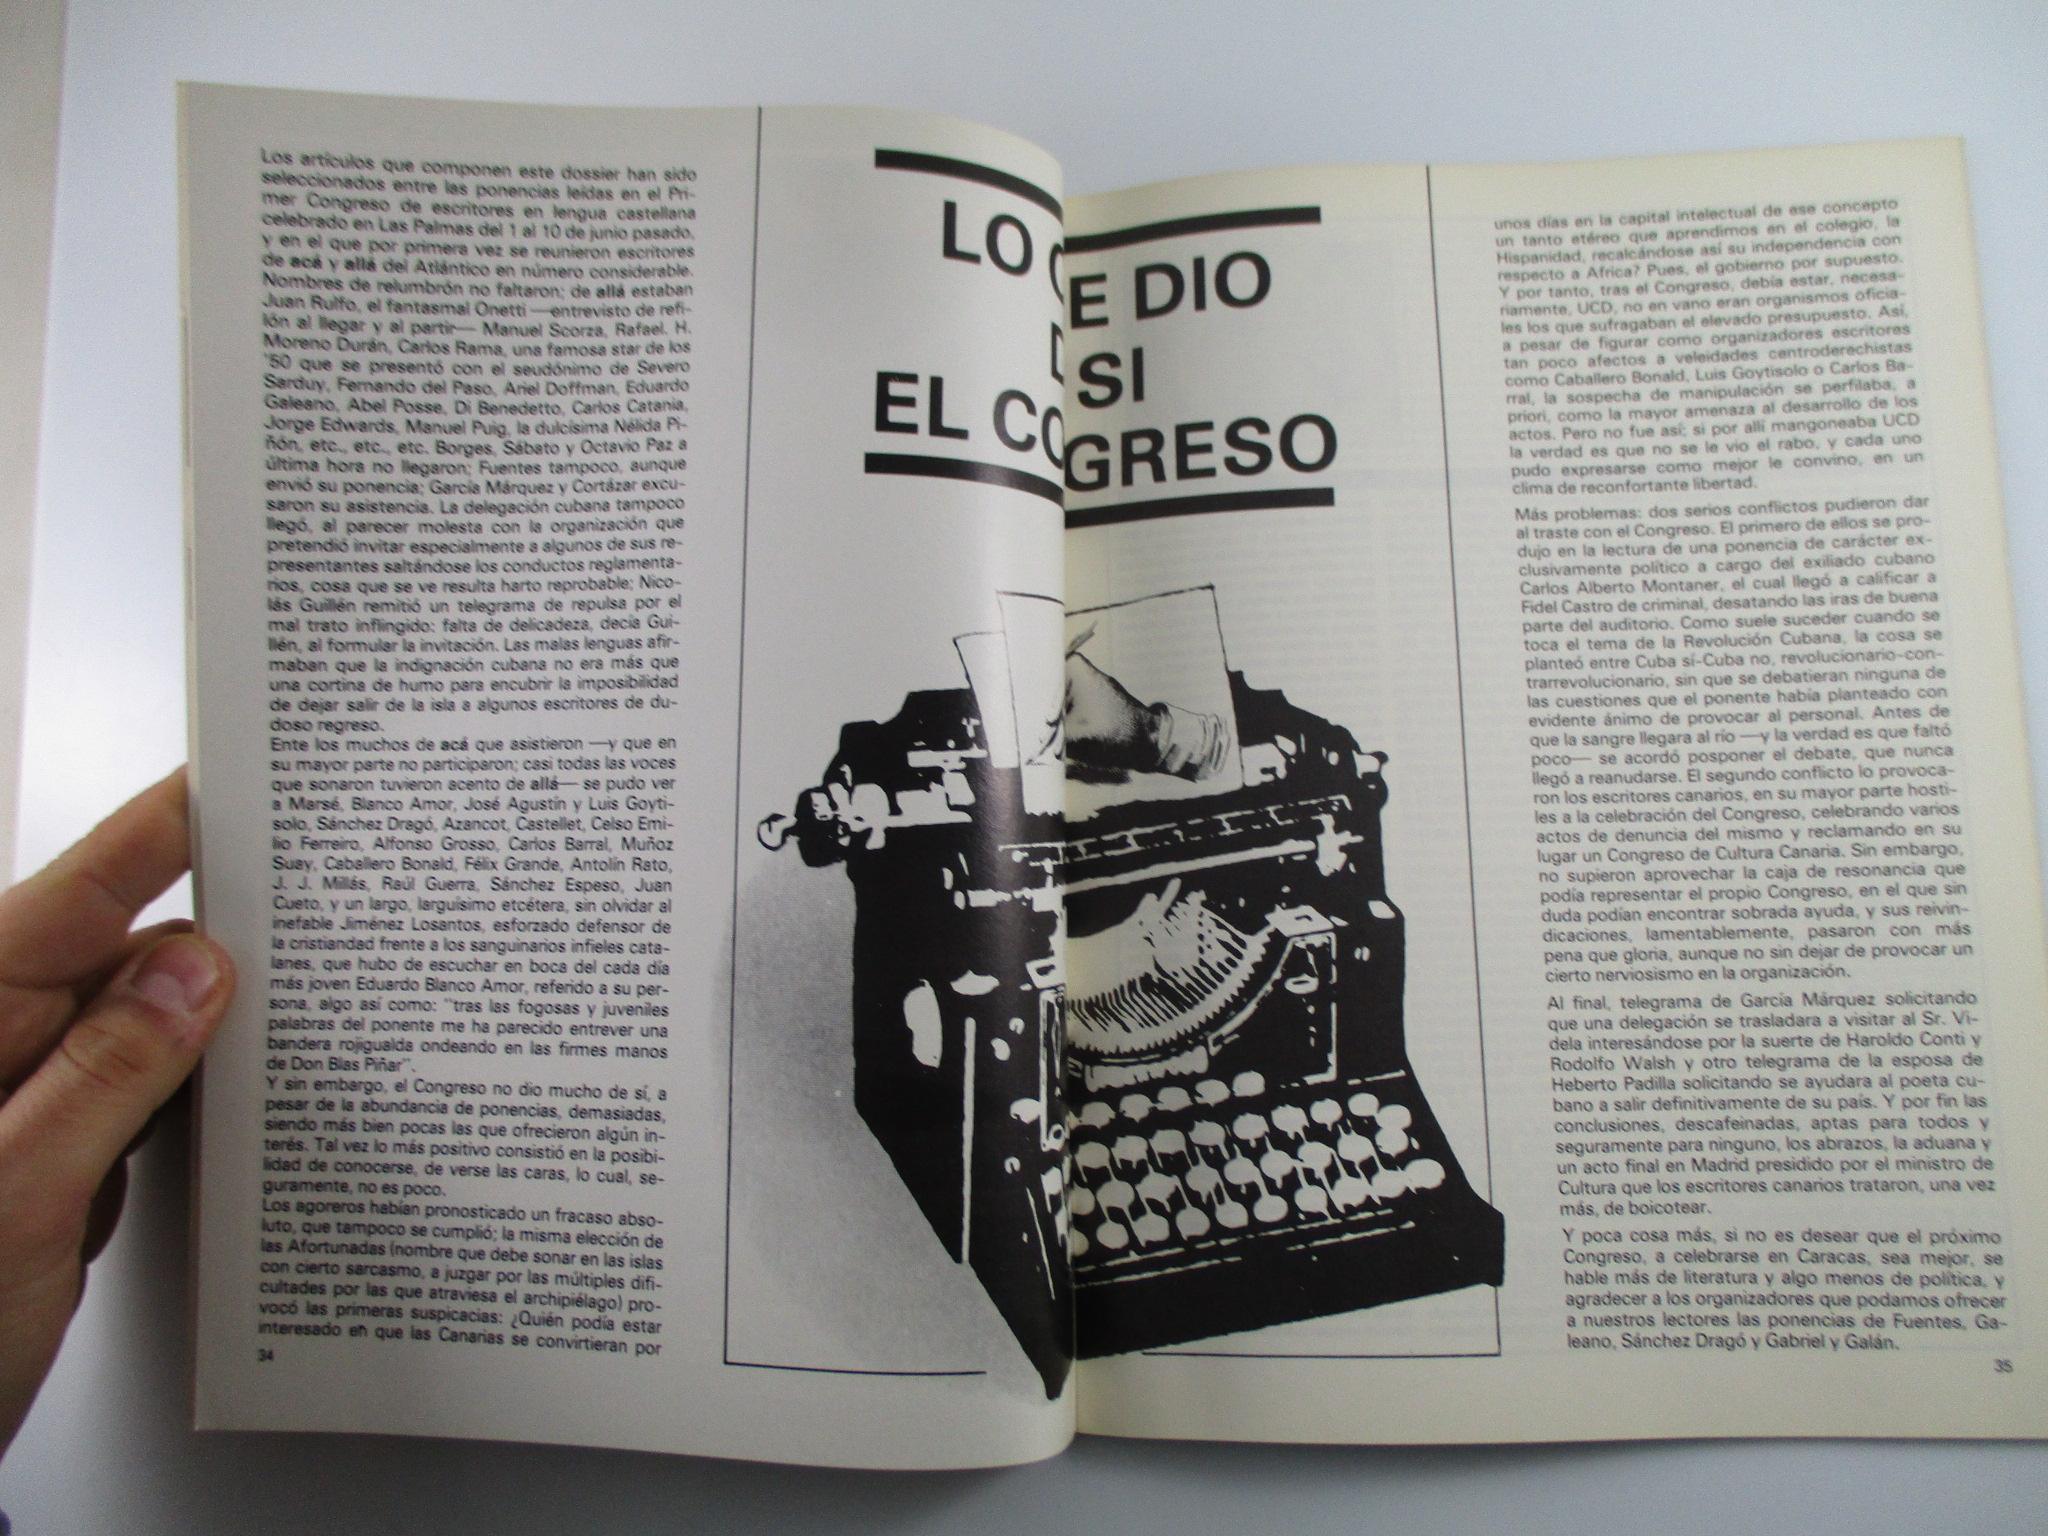 Los artículos que componen este dossier han sido
seleccionados entre las ponencias leídas en el Pri-
mer Congreso de escritores en lengua castellana
celebrado en Las Palmas del 1 al 10 de junio pasado,
y en el que por primera vez se reunieron escritores
de acá y allá del Atlántico en número considerable.
Nombres de relumbrón no faltaron; de allá estaban
Juan Rulfo, el fantasmal Onetti —entrevisto de refi-
lón al llegar y al partir— Manuel Scorza, Rafael. H.
Moreno Durán, Carlos Rama, una famosa star de los
'50 que se presentó con el seudónimo de Severo
Sarduy, Fernando del Paso, Ariel Doffman, Eduardo
Galeano, Abel Posse, Di Benedetto, Carlos Catania,
Jorge Edwards, Manuel Puig, la dulcísima Nélida Pi-
ñón, etc., etc., etc. Borges, Sábato y Octavio Paz a
última hora no llegaron; Fuentes tampoco, aunque
envió su ponencia; García Márquez y Cortázar excu-
saron su asistencia. La delegación cubana tampoco
llegó, al parecer molesta con la organización que
pretendió invitar especialmente a algunos de sus re-
presentantes saltándose los conductos reglamenta-
rios, cosa que se ve resulta harto reprobable; Nico-
lás Guillén remitió un telegrama de repulsa por el
mal trato inflingido: falta de delicadeza, decía Gui-
llén, al formular la invitación. Las malas lenguas afir-
maban que la indignación cubana no era más que
una cortina de humo para encubrir la imposibilidad
de dejar salir de la isla a algunos escritores de du-
doso regreso.
Ente los muchos de acá que asistieron —y que en
su mayor parte no participaron; casi todas las voces
que sonaron tuvieron acento de allá— se pudo ver
a Marsé, Blanco Amor, José Agustín y Luis Goyti-
solo, Sánchez Dragó, Azancot, Castellet, Celso Emi-
lio Ferreiro, Alfonso Grosso, Carlos Barral, Muñoz
Suay, Caballero Bonald, Félix Grande, Antolín Rato,
J. J. Millás, Raúl Guerra, Sánchez Espeso, Juan
Cueto, y un largo, larguísimo etcétera, sin olvidar al
inefable Jiménez Losantos, esforzado defensor de
la cristiandad frente a los sanguinarios infieles cata-
lanes, que hubo de escuchar en boca del cada día
más joven Eduardo Blanco Amor, referido a su per-
sona, algo así como: "tras las fogosas y juveniles
palabras del ponente me ha parecido entrever una
bandera rojigualda ondeando en las firmes manos
de Don Blas Piñar".
Y sin embargo, el Congreso no dio mucho de sí, a
pesar de la abundancia de ponencias, demasiadas,
siendo más bien pocas las que ofrecieron algún in-
terés. Tal vez lo más positivo consistió en la posibi-
lidad de conocerse, de verse las caras, lo cual, se-
guramente, no es poco.
Los agoreros habían pronosticado un fracaso abso-
luto, que tampoco se cumplió; la misma elección de
las Afortunadas (nombre que debe sonar en las islas
con cierto sarcasmo, a juzgar por las múltiples difi-
cultades por las que atraviesa el archipiélago) pro-
vocó las primeras suspicacias: ¿Quién podía estar
interesado en que las Canarias se convirtieran por
34
LO E DIO
SI
EL CO GRESO
unos días en la capital intelectual de ese concepto
un tanto etéreo que aprendimos en el colegio, la
Hispanidad, recalcándose así su independencia con
respecto a Africa? Pues, el gobierno por supuesto.
Y por tanto, tras el Congreso, debía estar, necesa-
riamente, UCD, no en vano eran organismos oficia-
les los que sufragaban el elevado presupuesto. Así,
a pesar de figurar como organizadores escritores
tan poco afectos a veleidades centroderechistas
como Caballero Bonald, Luis Goytisolo o Carlos Ba-
rral, la sospecha de manipulación se perfilaba, a
priori, como la mayor amenaza al desarrollo de los
actos. Pero no fue así; si por allí mangoneaba UCD
la verdad es que no se le vio el rabo, y cada uno
pudo expresarse como mejor le convino, en un
clima de reconfortante libertad.
Más problemas: dos serios conflictos pudieron dar
al traste con el Congreso. El primero de ellos se pro-
dujo en la lectura de una ponencia de carácter ex-
clusivamente político a cargo del exiliado cubano
Carlos Alberto Montaner, el cual llegó a calificar a
Fidel Castro de criminal, desatando las iras de buena
parte del auditorio. Como suele suceder cuando se
toca el tema de la Revolución Cubana, la cosa se
planteó entre Cuba sí-Cuba no, revolucionario-con-
trarrevolucionario, sin que se debatieran ninguna de
las cuestiones que el ponente había planteado con
evidente ánimo de provocar al personal. Antes de
que la sangre llegara al río —y la verdad es que faltó
poco— se acordó posponer el debate, que nunca
llegó a reanudarse. El segundo conflicto lo provoca-
ron los escritores canarios, en su mayor parte hosti-
les a la celebración del Congreso, celebrando varios
actos de denuncia del mismo y reclamando en su
lugar un Congreso de Cultura Canaria. Sin embargo,
no supieron aprovechar la caja de resonancia que
podía representar el propio Congreso, en el que sin
duda podían encontrar sobrada ayuda, y sus reivin-
dicaciones, lamentablemente, pasaron con más
pena que gloria, aunque no sin dejar de provocar un
cierto nerviosismo en la organización.
Al final, telegrama de García Márquez solicitando
que una delegación se trasladara a visitar al Sr. Vi-
dela interesándose por la suerte de Haroldo Conti y
Rodolfo Walsh y otro telegrama de la esposa de
Heberto Padilla solicitando se ayudara al poeta cu-
bano a salir definitivamente de su país. Y por fin las
conclusiones, descafeinadas, aptas para todos y
seguramente para ninguno, los abrazos, la aduana y
un acto final en Madrid presidido por el ministro de
Cultura que los escritores canarios trataron, una vez
más, de boicotear.
Y poca cosa más, si no es desear que el próximo
Congreso, a celebrarse en Caracas, sea mejor, se
hable más de literatura y algo menos de política, y
agradecer a los organizadores que podamos ofrecer
a nuestros lectores las ponencias de Fuentes, Ga-
leano, Sánchez Dragó y Gabriel y Galán.
35